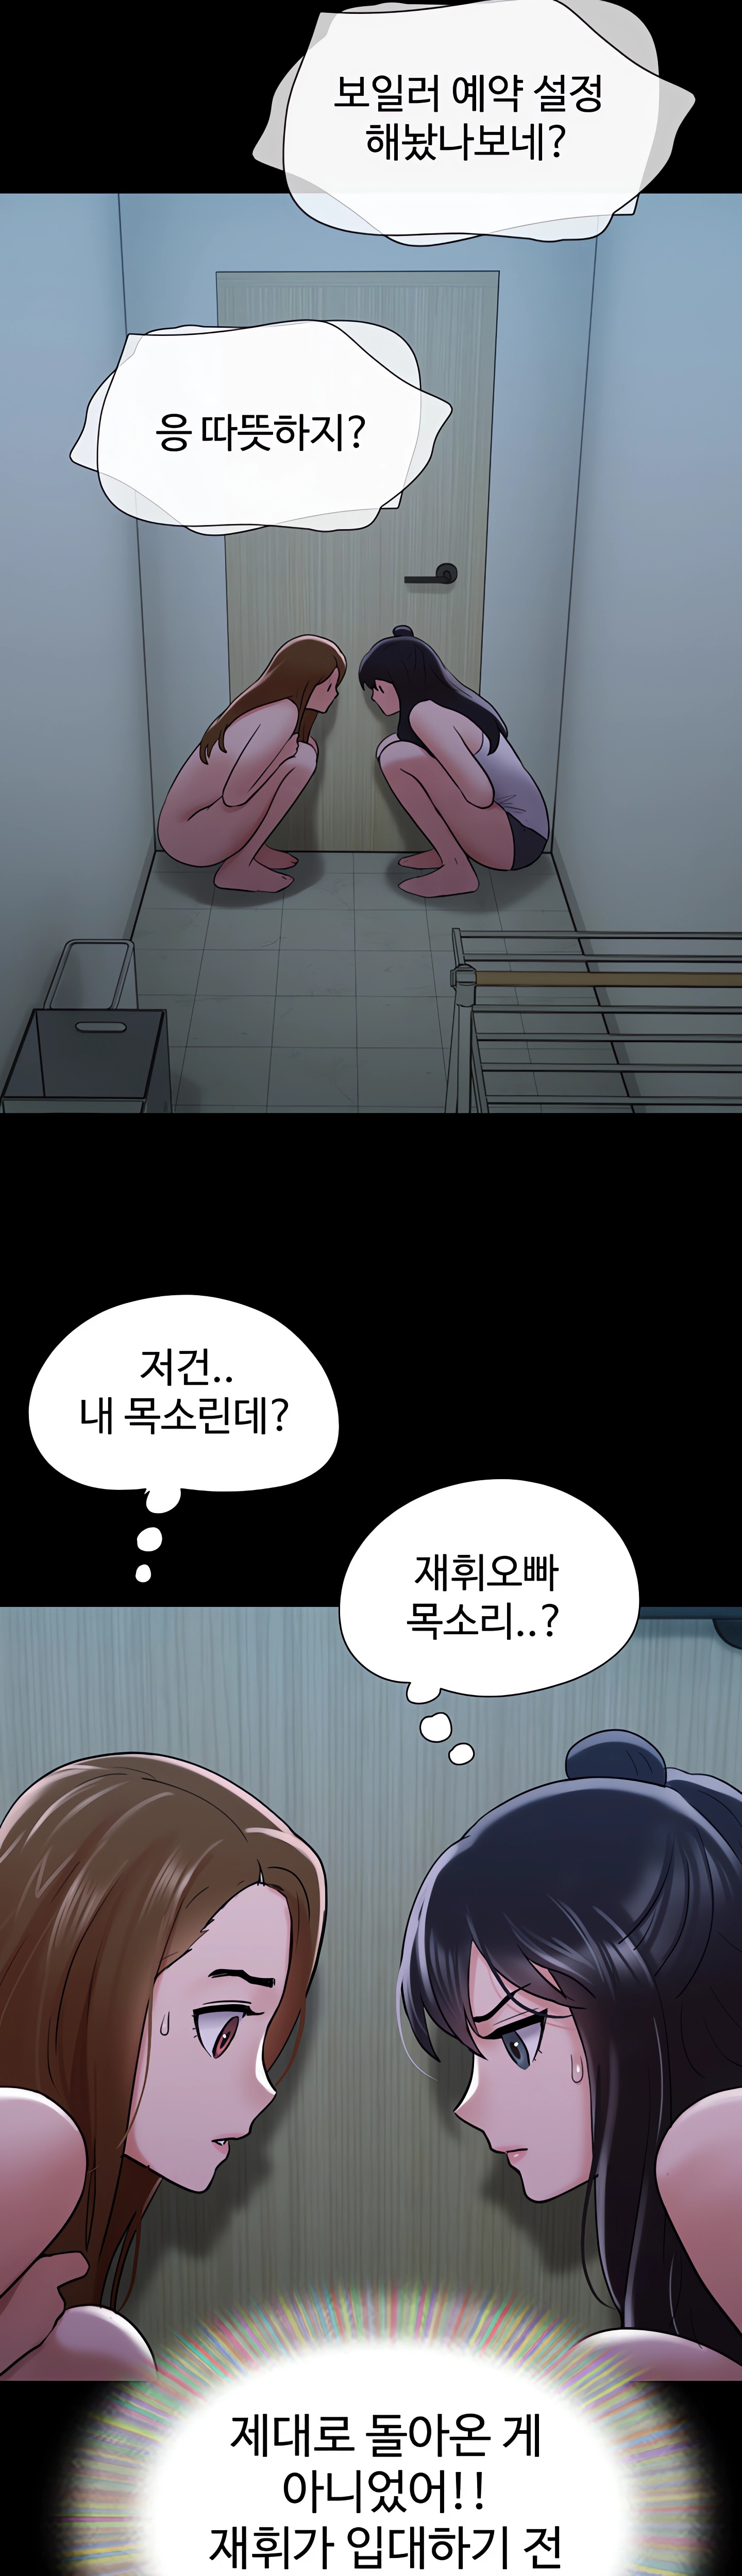 보일러 예약 설정
해놨나보네?
응 따뜻하지?
저건..
내 목소린데?
재휘오빠
목소리..?
제대로 돌아온 게
아니었어!!
재휘가 입대하기 전